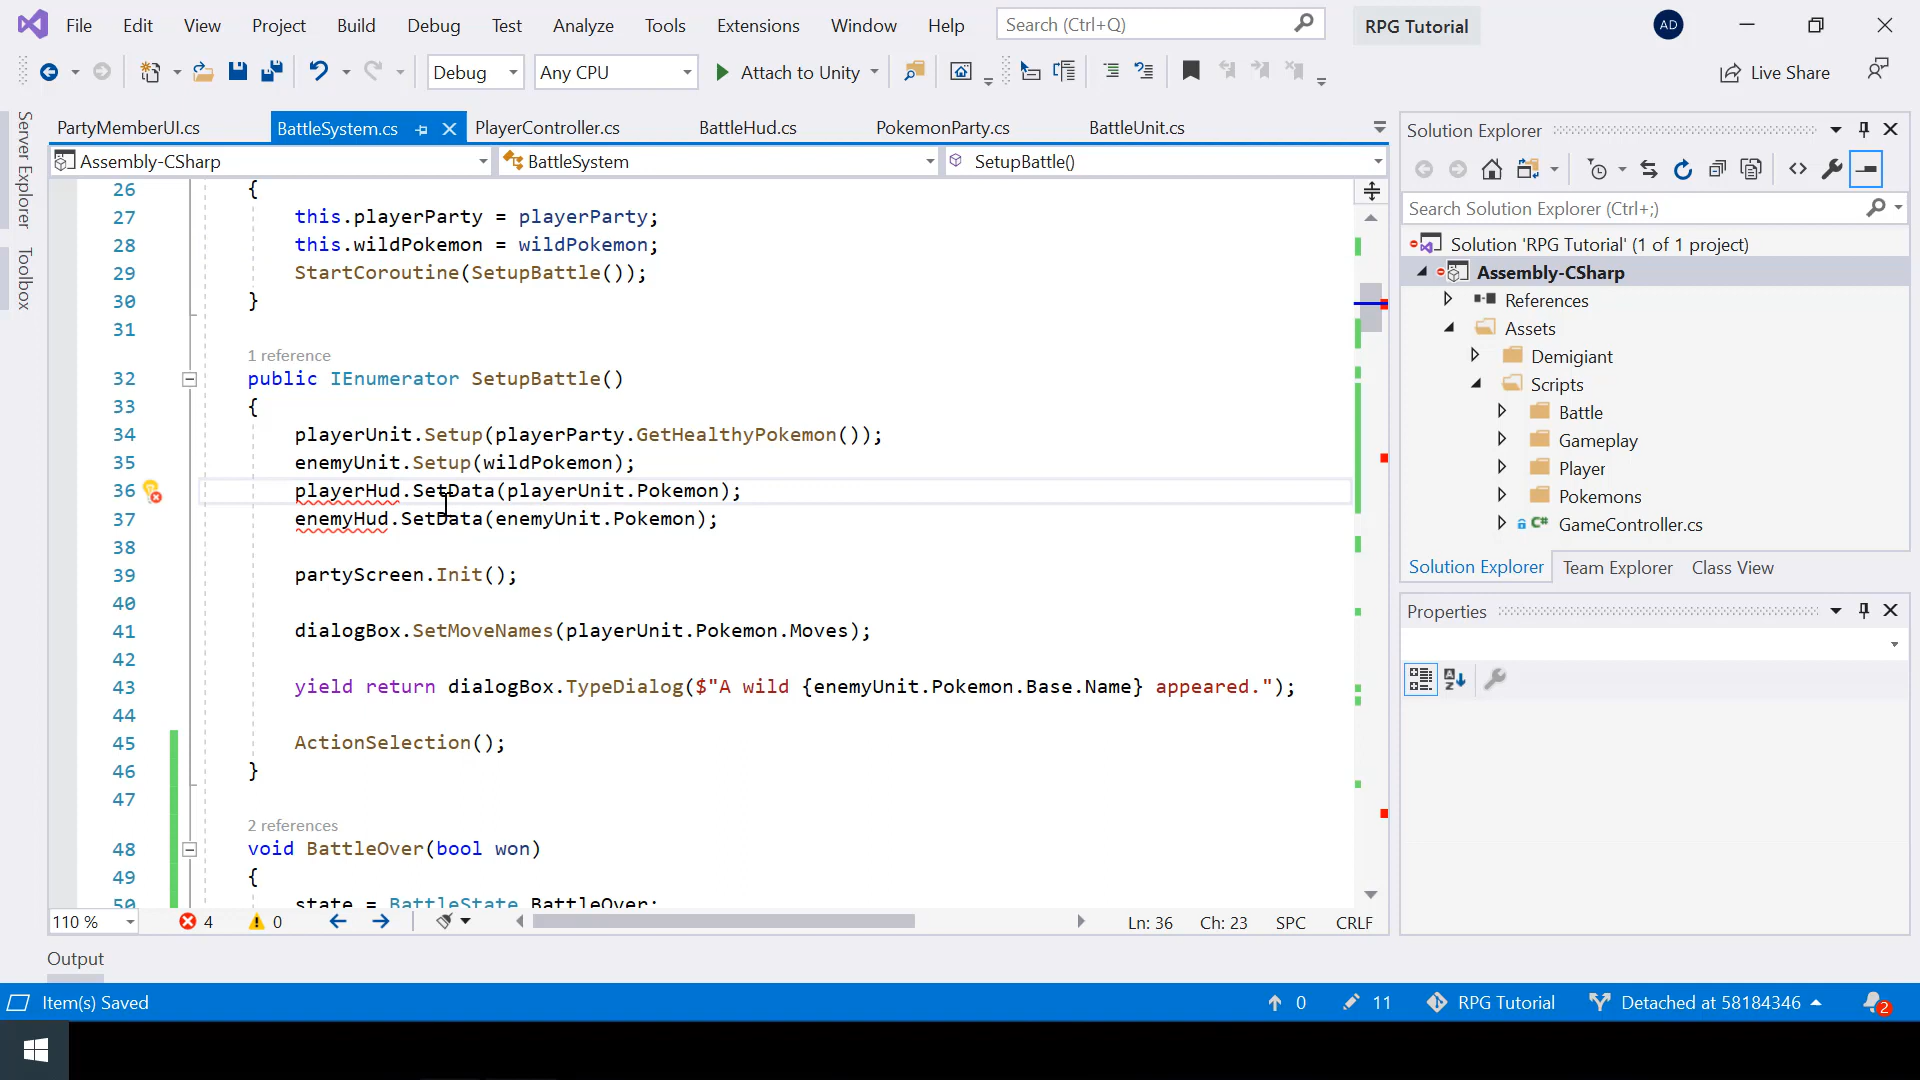 File Edit View Project Build Debug Test Analyze Tools Extensions Window Help Search (Ctrl+Q) RPG Tutorial AD
Debug Any CPU Attach to Unity Live Share
Server Explorer
Toolbox
PartyMemberUI.cs BattleSystem.cs PlayerController.cs BattleHud.cs PokemonParty.cs BattleUnit.cs
Assembly-CSharp BattleSystem SetupBattle()
26 {
27 this.playerParty = playerParty;
28 this.wildPokemon = wildPokemon;
29 StartCoroutine(SetupBattle());
30 }
31
1 reference
32 public IEnumerator SetupBattle()
33 {
34 playerUnit.Setup(playerParty.GetHealthyPokemon());
35 enemyUnit.Setup(wildPokemon);
36 playerHud.SetData(playerUnit.Pokemon);
37 enemyHud.SetData(enemyUnit.Pokemon);
38
39 partyScreen.Init();
40
41 dialogBox.SetMoveNames(playerUnit.Pokemon.Moves);
42
43 yield return dialogBox.TypeDialog($"A wild {enemyUnit.Pokemon.Base.Name} appeared.");
44
45 ActionSelection();
46 }
47
2 references
48 void BattleOver(bool won)
49 {
50 state = BattleState.BattleOver;
110 % 4 0 Ln: 36 Ch: 23 SPC CRLF
Solution Explorer
Search Solution Explorer (Ctrl+;)
Solution 'RPG Tutorial' (1 of 1 project)
Assembly-CSharp
References
Assets
Demigiant
Scripts
Battle
Gameplay
Player
Pokemons
C# GameController.cs
Solution Explorer Team Explorer Class View
Properties
Output
Item(s) Saved 0 11 RPG Tutorial Detached at 58184346 2